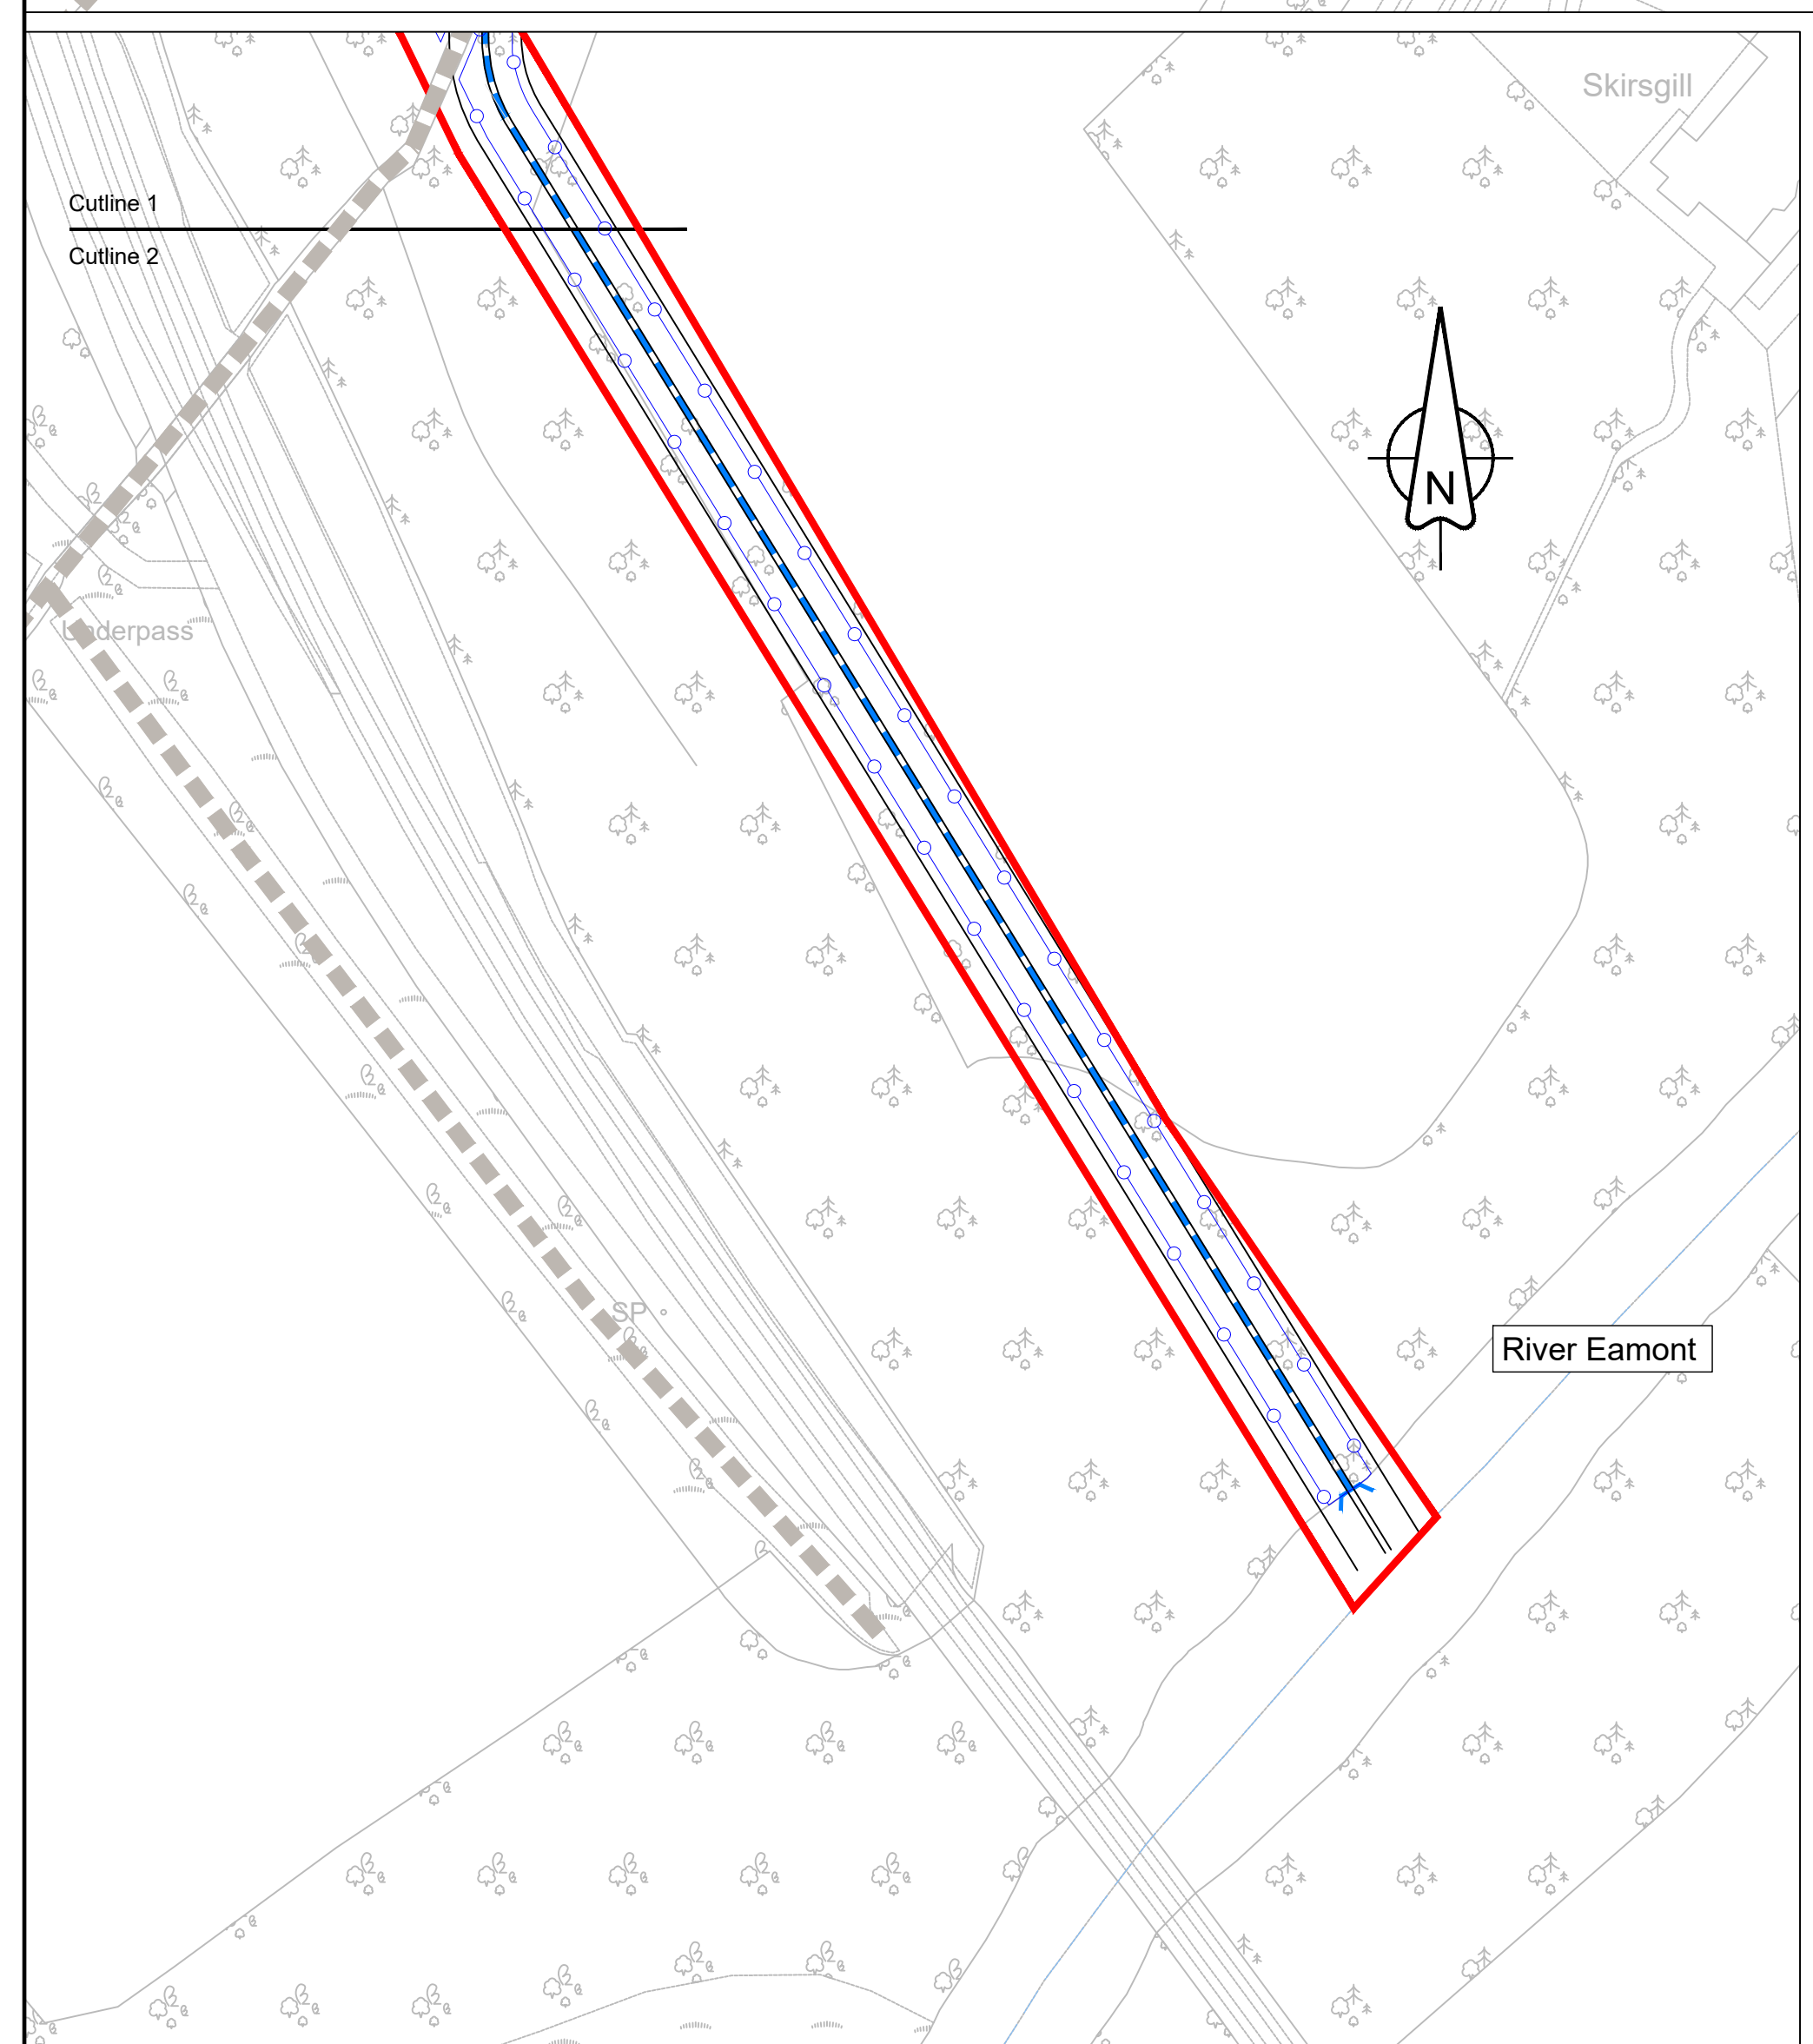 Skirsgill
Cutline 1
Cutline 2
N
Underpass
SP
River Eamont